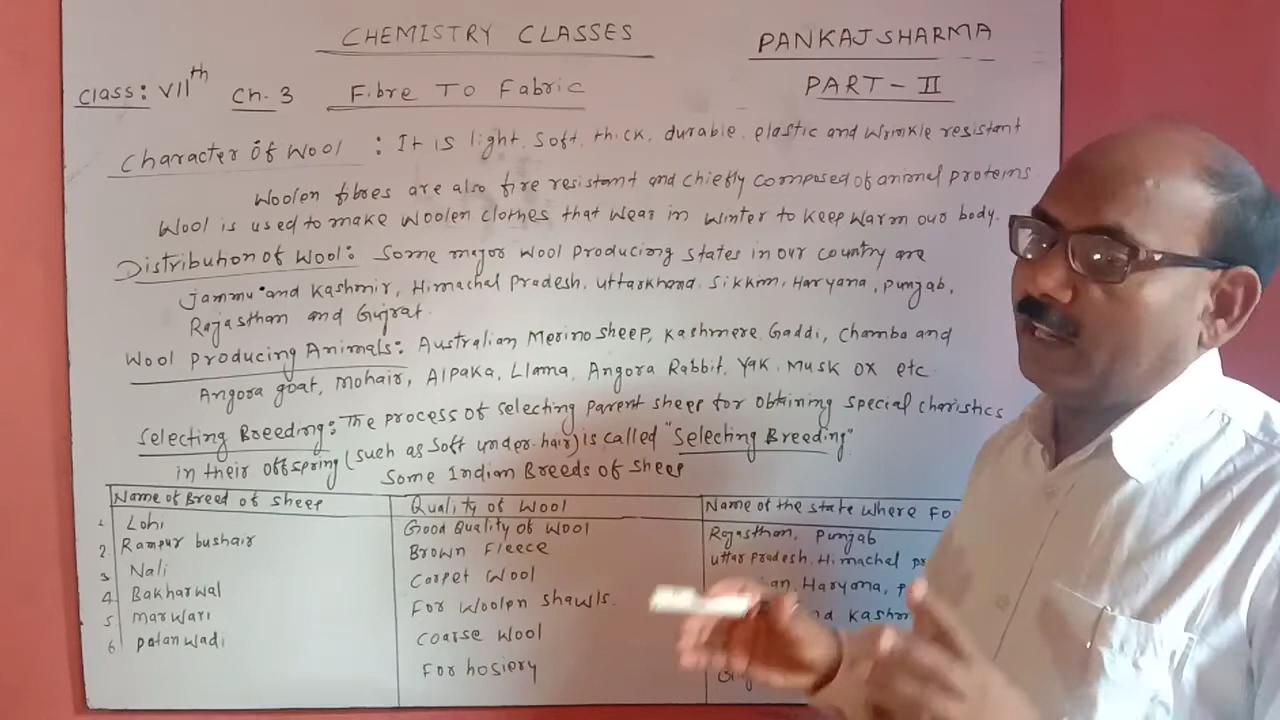 CHEMISTRY CLASSES
PANKAJ SHARMA
Class: VIIth Ch. 3 Fibre To Fabric
PART - II
Character of Wool : It is light, soft, thick, durable, elastic and wrinkle resistant
Woolen fibres are also fire resistant and chiefly composed of animal proteins
Wool is used to make woolen clothes that wear in winter to keep warm our body.
Distribution of Wool: Some major wool producing states in our country are
Jammu and Kashmir, Himachal Pradesh, Uttarkhand, Sikkim, Haryana, Punjab,
Rajasthan and Gujrat.
Wool Producing Animals: Australian Merino sheep, Kashmere, Gaddi, Chamba and
Angora goat, Mohair, Alpaka, Llama, Angora Rabbit, Yak, Musk ox etc
Selecting Breeding: The process of selecting parent sheep for obtaining special charistics
in their offspring (such as soft under-hair) is called "Selecting Breeding"
Some Indian Breeds of sheep
Name of Breed of sheep Quality of Wool Name of the state where
1 Lohi Good Quality of Wool Rajasthan, Punjab
2. Rampur bushair Brown Fleece Uttar Pradesh, Himachal
3 Nali Carpet Wool Haryana,
4 Bakharwal For Woolen shawls.
5 Marwari Coarse Wool
6 Patanwadi For hosiery